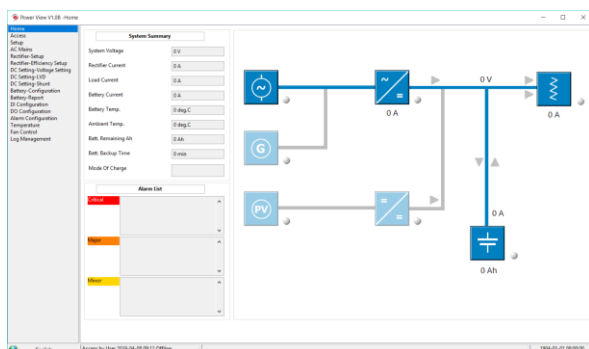 Power View V1.0B -Home
Home
Access
Setup
AC Mains
Rectifier-Setup
Rectifier-Efficiency Setup
DC Setting-Voltage Setting
DC Setting-LVD
DC Setting-Shunt
Battery-Configuration
Battery-Report
DI Configuration
DO Configuration
Alarm Configuration
Temperature
Fan Control
Log Management
System Summary
System Voltage 0 V
Rectifier Current 0 A
Load Current 0 A
Battery Current 0 A
Battery Temp. 0 deg.C
Ambient Temp. 0 deg.C
Batt. Remaining Ah 0 Ah
Batt. Backup Time 0 min
Mode Of Charge
Alarm List
Critical
Major
Minor
0 V
0 A
0 A
G
PV
0 A
0 Ah